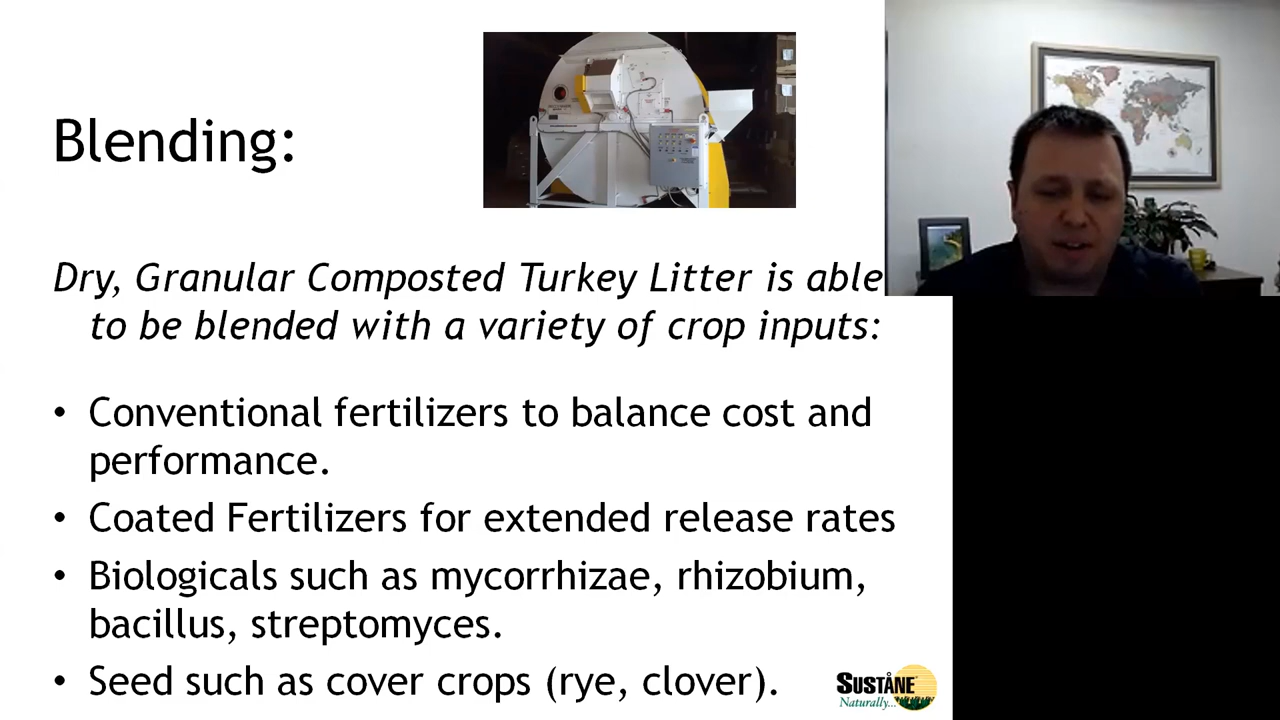 Blending:
Dry, Granular Composted Turkey Litter is able
to be blended with a variety of crop inputs:
• Conventional fertilizers to balance cost and
performance.
• Coated Fertilizers for extended release rates
• Biologicals such as mycorrhizae, rhizobium,
bacillus, streptomyces.
• Seed such as cover crops (rye, clover).
SUSTÅNE
Naturally...